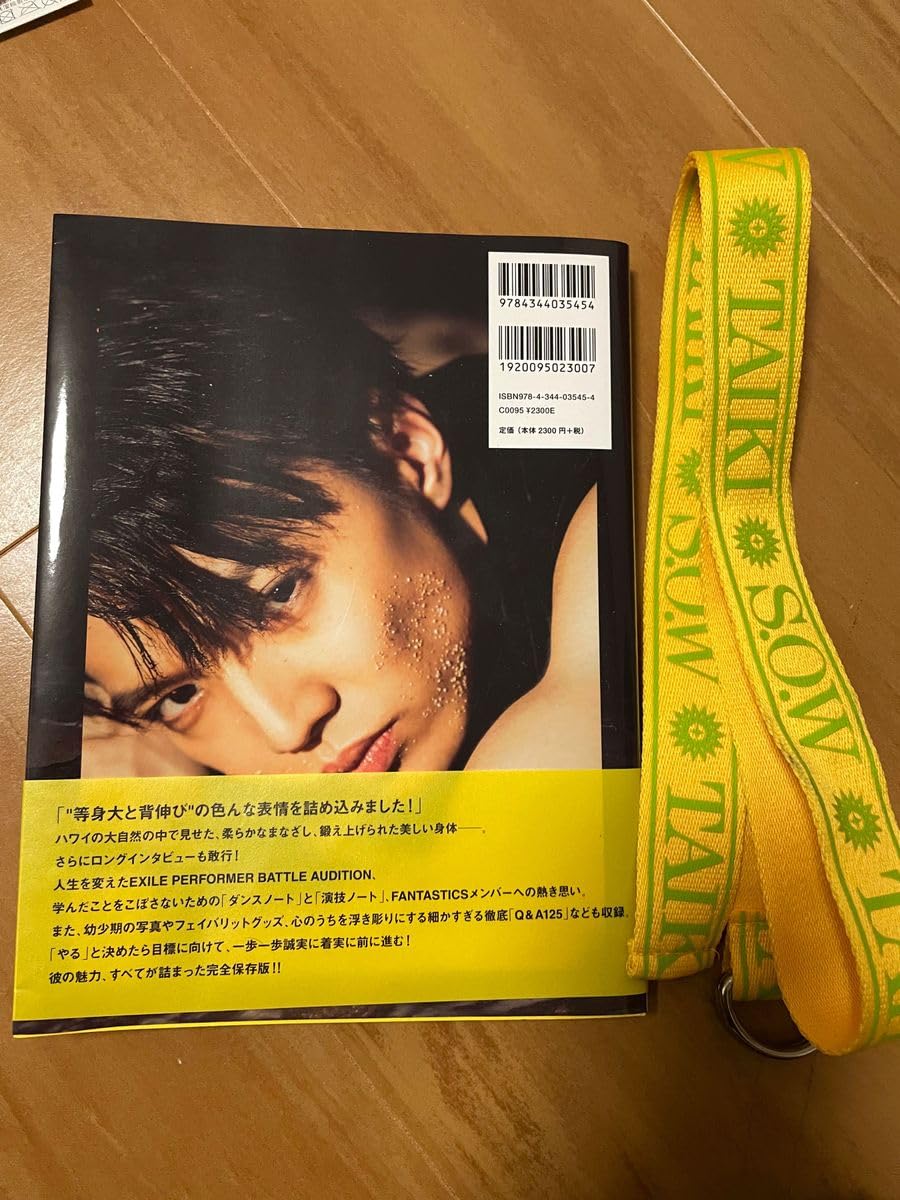 9784344035454
1920095023007
ISBN978-4-344-03545-4
C0095 ¥2300E
定価(本体2300円+税)
「"等身大と背伸び"の色んな表情を詰め込みました!」
ハワイの大自然の中で見せた、柔らかなまなざし、鍛え上げられた美しい身体──。
さらにロングインタビューも敢行!
人生を変えたEXILE PERFORMER BATTLE AUDITION、
学んだことをこぼさないための「ダンスノート」と「演技ノート」、FANTASTICSメンバーへの熱き思い。
また、幼少期の写真やフェイバリットグッズ、心のうちを浮き彫りにする細かすぎる徹底「Q&A125」なども収録。
「やる」と決めたら目標に向けて、一歩一歩誠実に着実に前に進む!
彼の魅力、すべてが詰まった完全保存版!!
TAIKI S.O.W
S.O.W TAIK